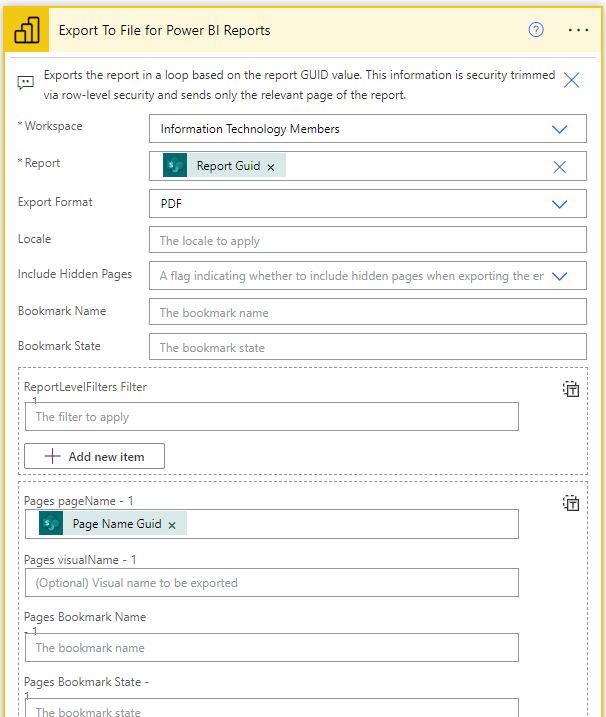 Export To File for Power BI Reports
Exports the report in a loop based on the report GUID value. This information is security trimmed
via row-level security and sends only the relevant page of the report.
* Workspace
Information Technology Members
* Report
Report Guid
Export Format
PDF
Locale
The locale to apply
Include Hidden Pages
A flag indicating whether to include hidden pages when exporting the er
Bookmark Name
The bookmark name
Bookmark State
The bookmark state
ReportLevelFilters Filter
- 1
The filter to apply
Add new item
Pages pageName - 1
Page Name Guid
Pages visualName - 1
(Optional) Visual name to be exported
Pages Bookmark Name
- 1
The bookmark name
Pages Bookmark State -
1
The bookmark state